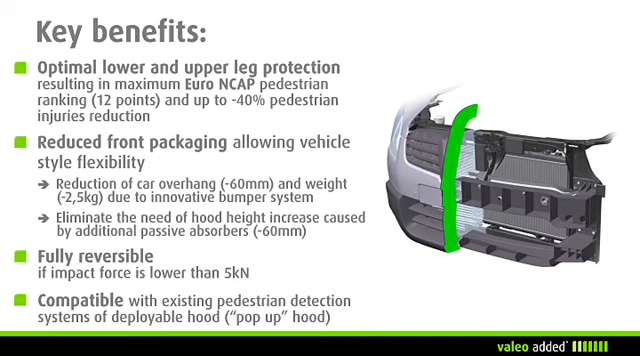 Key benefits:
Optimal lower and upper leg protection
resulting in maximum Euro NCAP pedestrian
ranking (12 points) and up to -40% pedestrian
injuries reduction
Reduced front packaging allowing vehicle
style flexibility
➔ Reduction of car overhang (-60mm) and weight
(-2,5kg) due to innovative bumper system
➔ Eliminate the need of hood height increase caused
by additional passive absorbers (-60mm)
Fully reversible
if impact force is lower than 5kN
Compatible with existing pedestrian detection
systems of deployable hood ("pop up" hood)
valeo added*